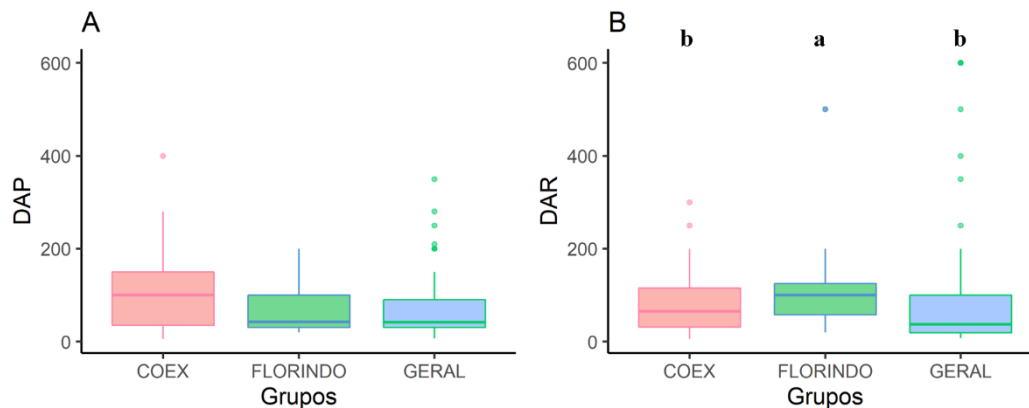 A
DAP
600
400
200
0
COEX FLORINDO GERAL
Grupos
B
b a b
DAR
600
400
200
0
COEX FLORINDO GERAL
Grupos